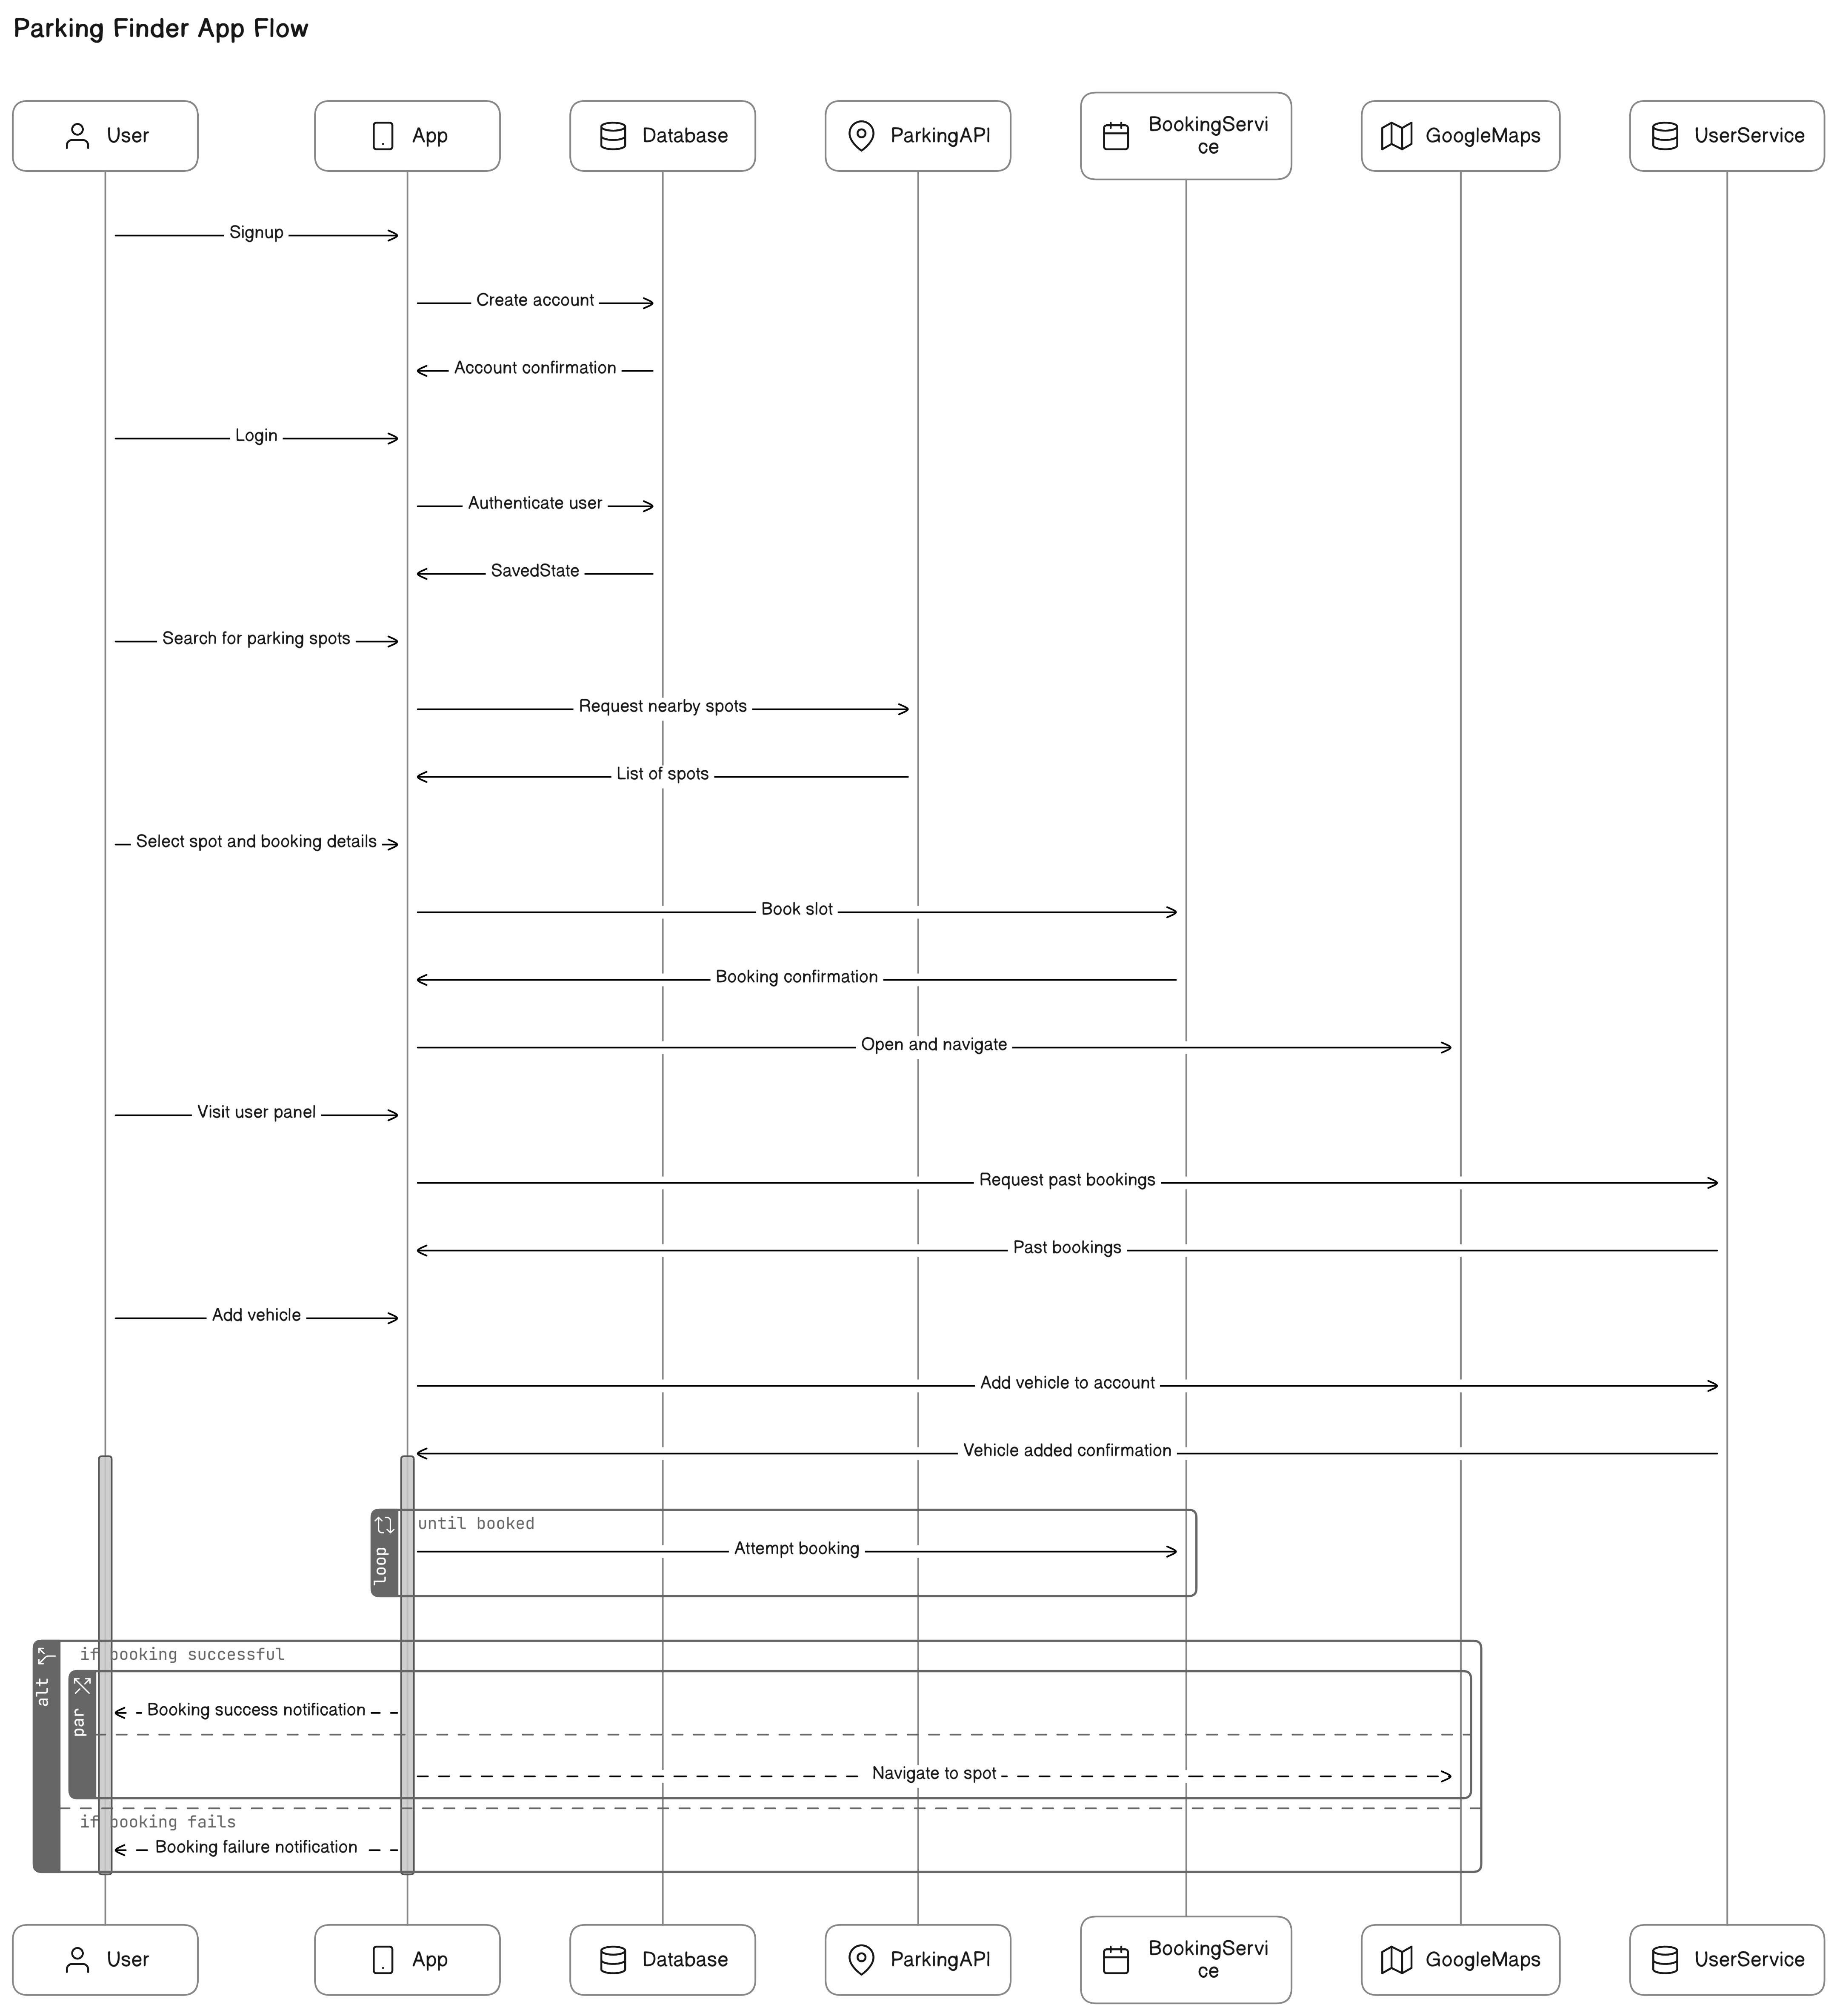 Parking Finder App Flow
User
App
Database
ParkingAPI
BookingServi
ce
GoogleMaps
UserService
Signup
Create account
Account confirmation
Login
Authenticate user
SavedState
Search for parking spots
Request nearby spots
List of spots
Select spot and booking details
Book slot
Booking confirmation
Open and navigate
Visit user panel
Request past bookings
Past bookings
Add vehicle
Add vehicle to account
Vehicle added confirmation
loop
until booked
Attempt booking
alt
if booking successful
par
Booking success notification
Navigate to spot
if booking fails
Booking failure notification
User
App
Database
ParkingAPI
BookingServi
ce
GoogleMaps
UserService